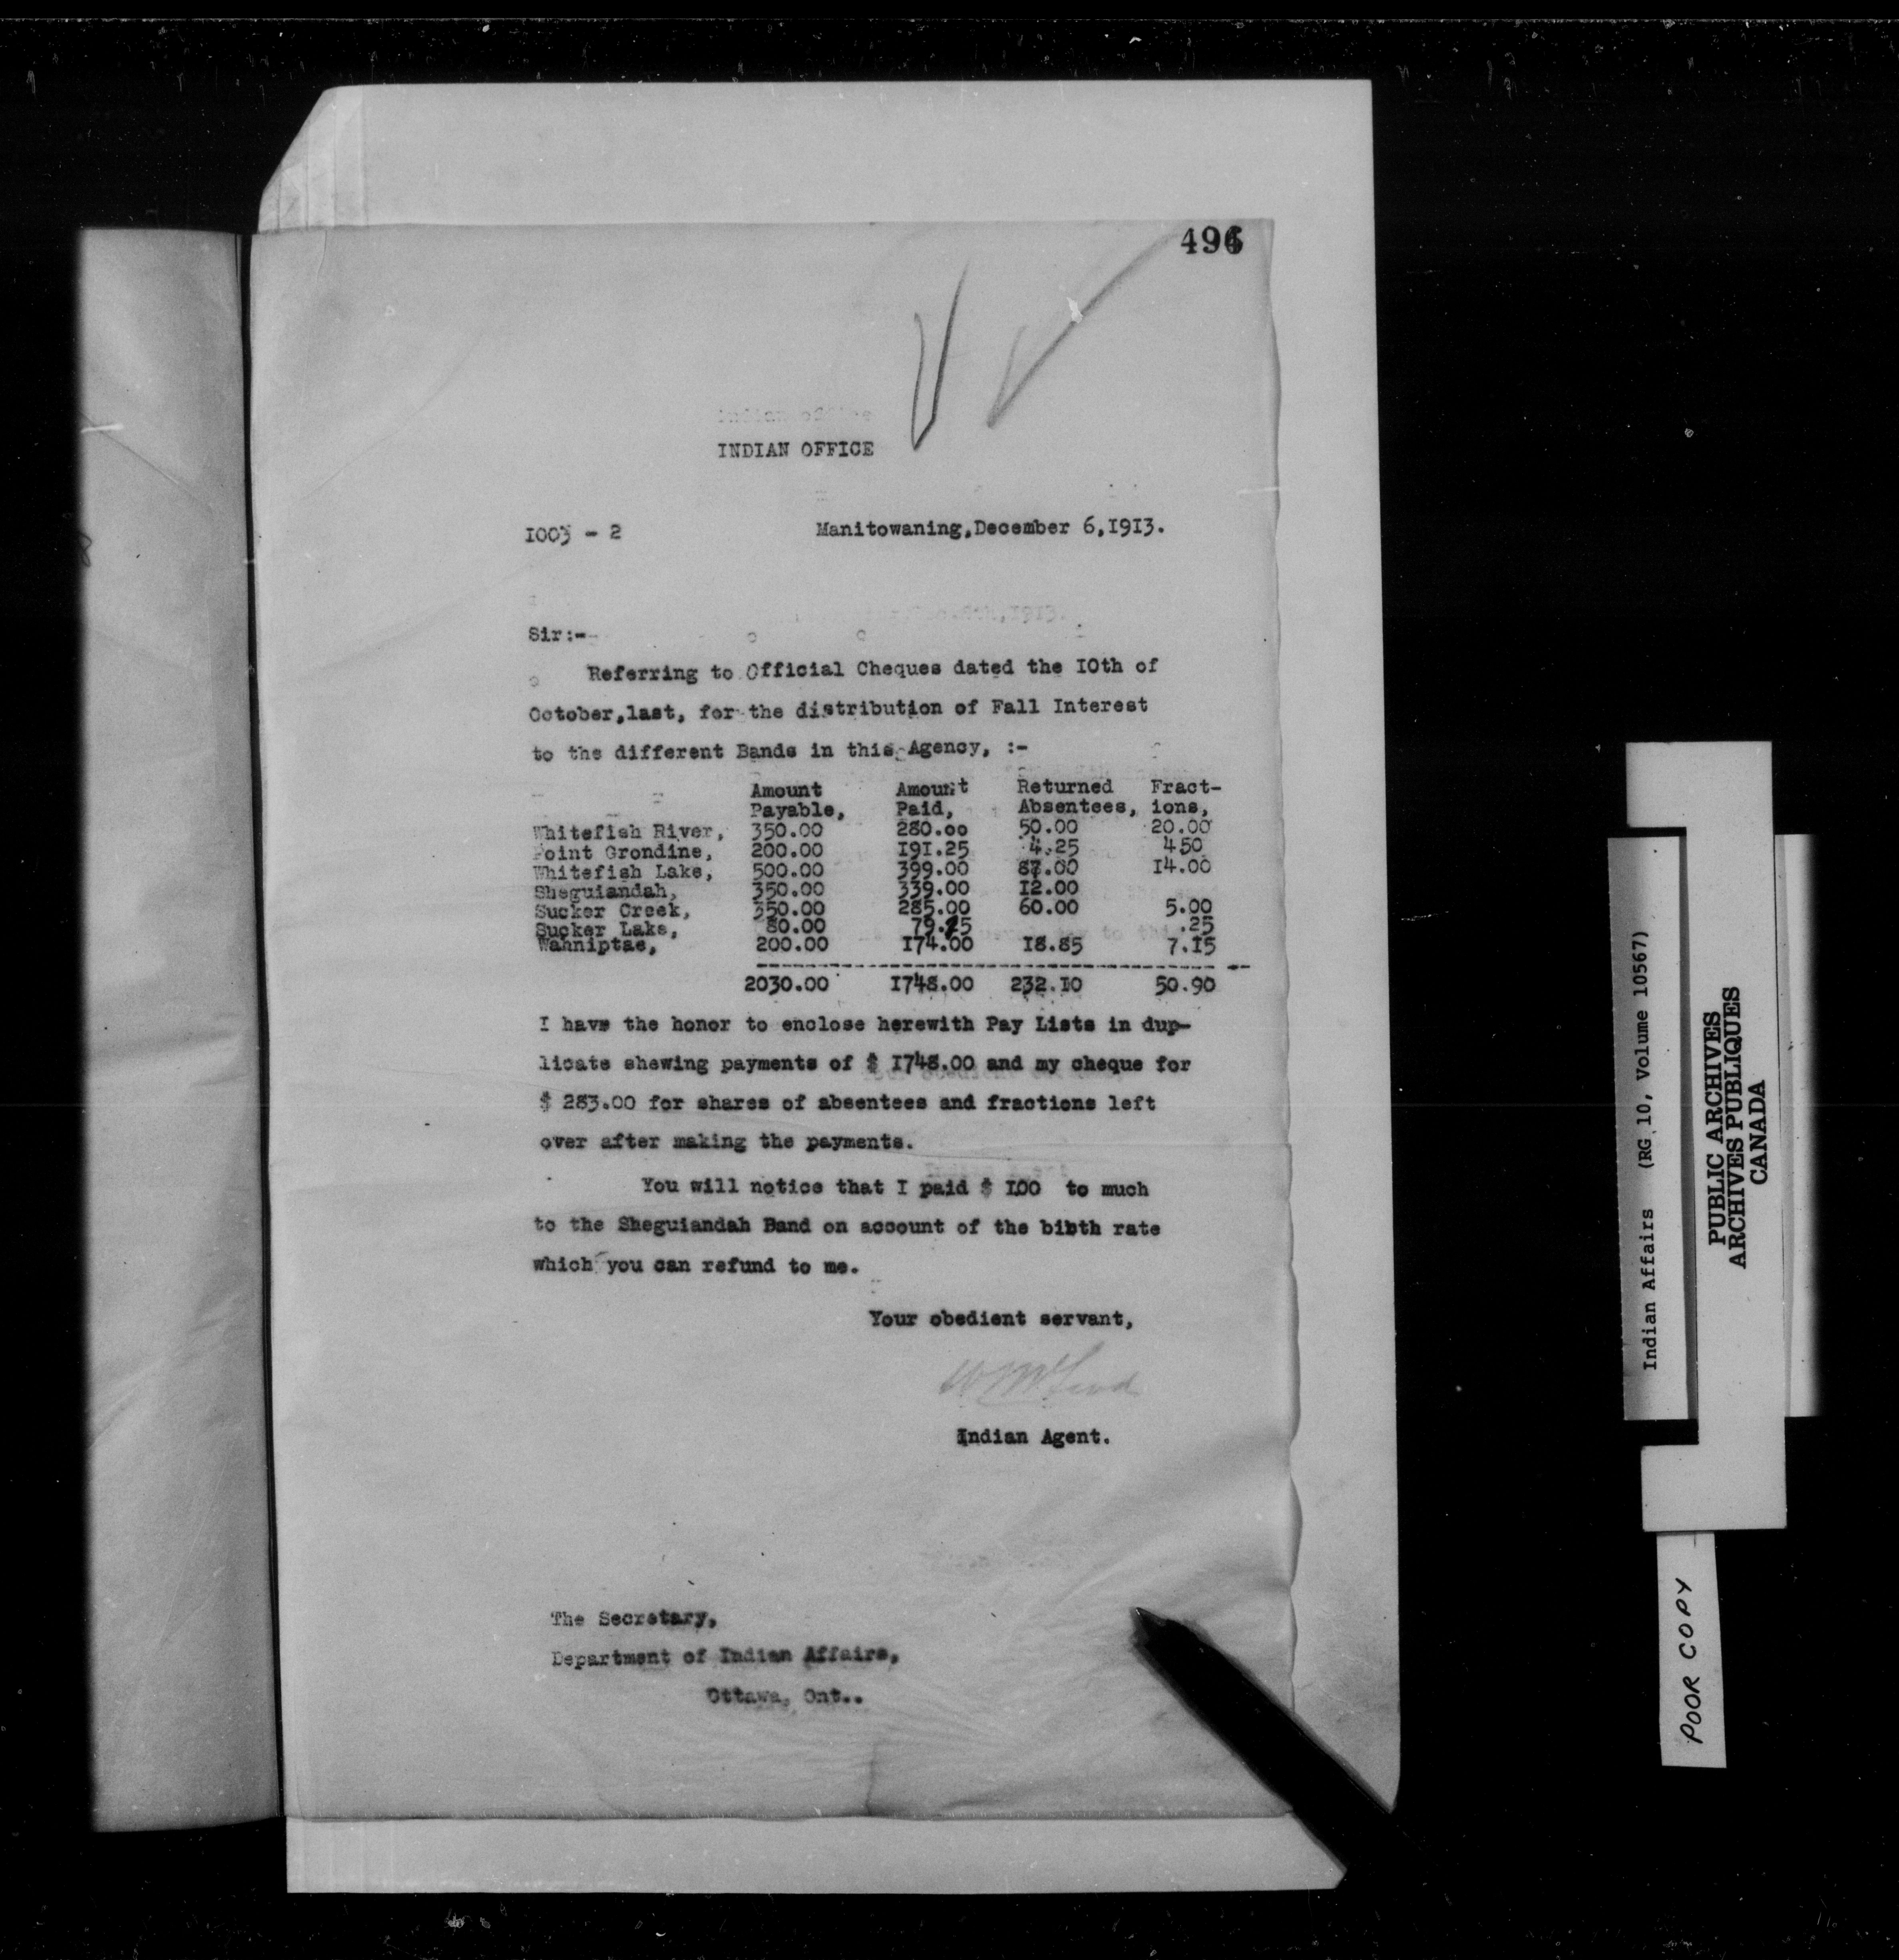 496
INDIAN OFFICE
1003 - 2 Manitowaning,December 6,1913.
Sir:-
Referring to Official Cheques dated the 10th of
October,last, for the distribution of Fall Interest
to the different Bands in this Agency, :-
Amount Amount Returned Fract-
Payable, Paid, Absentees, ions,
Whitefish River, 350.00 280.00 50.00 20.00
Point Grondine, 200.00 191.25 4.25 450
Whitefish Lake, 500.00 399.00 87.00 14.00
Sheguiandah, 350.00 339.00 12.00
Sucker Creek, 350.00 285.00 60.00 5.00
Sucker Lake, 80.00 79.75 .25
Wahniptae, 200.00 174.00 18.85 7.15
2030.00 1748.00 232.10 50.90
I have the honor to enclose herewith Pay Lists in dup-
licate shewing payments of $ 1748.00 and my cheque for
$ 283.00 for shares of absentees and fractions left
over after making the payments.
You will notice that I paid $ 1.00 to much
to the Sheguiandah Band on account of the bibth rate
which you can refund to me.
Your obedient servant,
Indian Agent.
The Secretary,
Department of Indian Affairs,
Ottawa, Ont..
Indian Affairs (RG 10, Volume 10567)
PUBLIC ARCHIVES
ARCHIVES PUBLIQUES
CANADA
POOR COPY